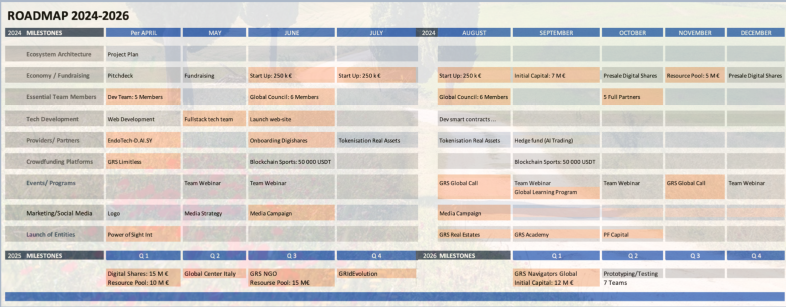 ROADMAP 2024-2026
2024 MILESTONES Per APRIL MAY JUNE JULY 2024 AUGUST SEPTEMBER OCTOBER NOVEMBER DECEMBER
Ecosystem Architecture Project Plan
Economy / Fundraising Pitchdeck Fundraising Start Up: 250 k € Start Up: 250 k € Start Up: 250 k € Initial Capital: 7 M € Presale Digital Shares Resource Pool: 5 M € Presale Digital Shares
Essential Team Members Dev Team: 5 Members Global Council: 6 Members Global Council: 6 Members 5 Full Partners
Tech Development Web Development Fullstack tech team Launch web-site Dev smart contracts ...
Providers/ Partners EndoTech-D.AI.SY Onboarding Digishares Tokenisation Real Assets Tokenisation Real Assets Hedge fund (AI Trading)
Crowdfunding Platforms GRS Limitless Blockchain Sports: 50 000 USDT Blockchain Sports: 50 000 USDT
Events/ Programs Team Webinar Team Webinar GRS Global Call Team Webinar Team Webinar GRS Global Call Team Webinar
Global Learning Program
Marketing/Social Media Logo Media Strategy Media Campaign Media Campaign
Launch of Entities Power of Sight Int GRS Real Estates GRS Academy PF Capital
2025 MILESTONES Q 1 Q 2 Q 3 Q 4 2026 MILESTONES Q 1 Q 2 Q 3 Q 4
Digital Shares: 15 M € Global Center Italy GRS NGO GRIdEvolution GRS Navigators Global Prototyping/Testing
Resource Pool: 10 M € Resourse Pool: 15 M€ Initial Capital: 12 M € 7 Teams